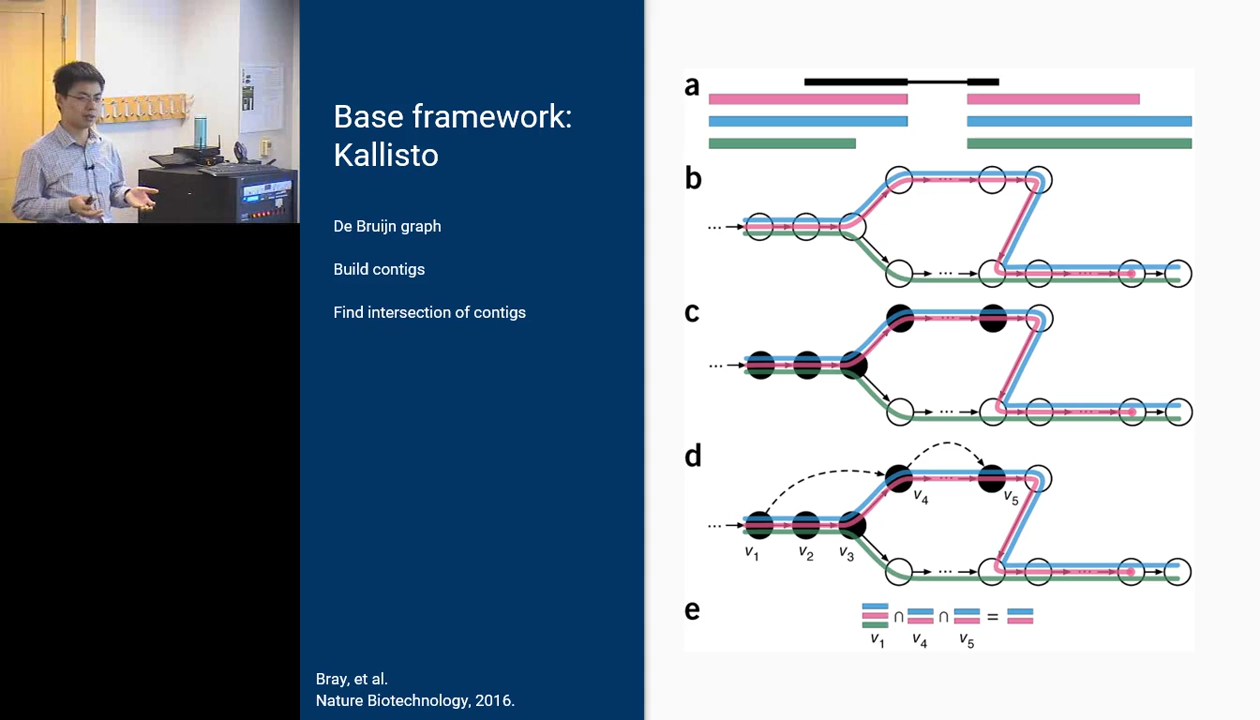 Base framework:
Kallisto
De Bruijn graph
Build contigs
Find intersection of contigs
Bray, et al.
Nature Biotechnology, 2016.
a
b
...
...
...
...
c
...
...
...
...
d
...
...
...
...
v4
v5
v1
v2
v3
e
∩ ∩ =
v1 v4 v5